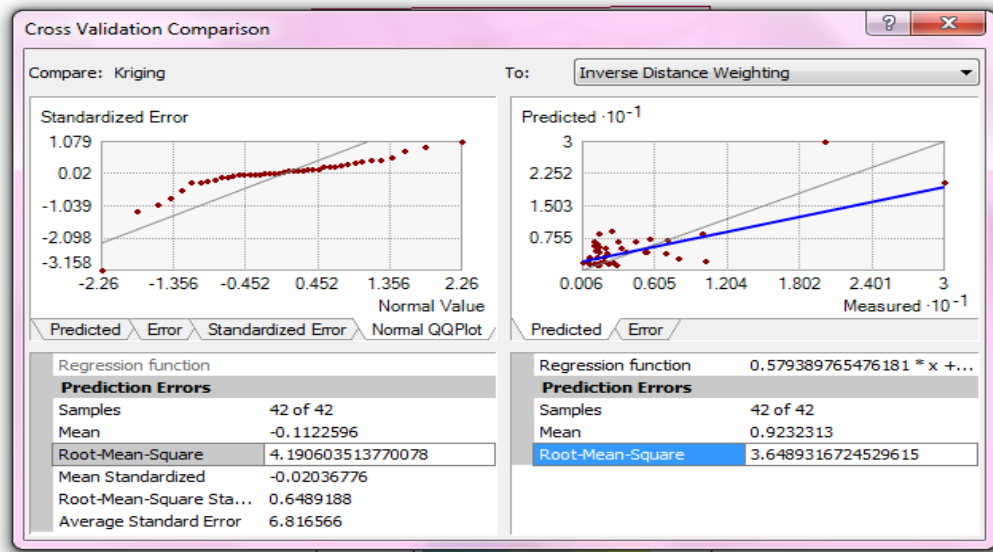 Cross Validation Comparison
Compare: Kriging
To: Inverse Distance Weighting
Standardized Error
1.079
0.02
-1.039
-2.098
-3.158
-2.26 -1.356 -0.452 0.452 1.356 2.26
Normal Value
Predicted Error Standardized Error Normal QQPlot
Predicted ·10⁻¹
3
2.252
1.503
0.755
0.006 0.605 1.204 1.802 2.401 3
Measured ·10⁻¹
Predicted Error
Regression function
Prediction Errors
Samples 42 of 42
Mean -0.1122596
Root-Mean-Square 4.190603513770078
Mean Standardized -0.02036776
Root-Mean-Square Sta... 0.6489188
Average Standard Error 6.816566
Regression function 0.579389765476181 * x +...
Prediction Errors
Samples 42 of 42
Mean 0.9232313
Root-Mean-Square 3.6489316724529615